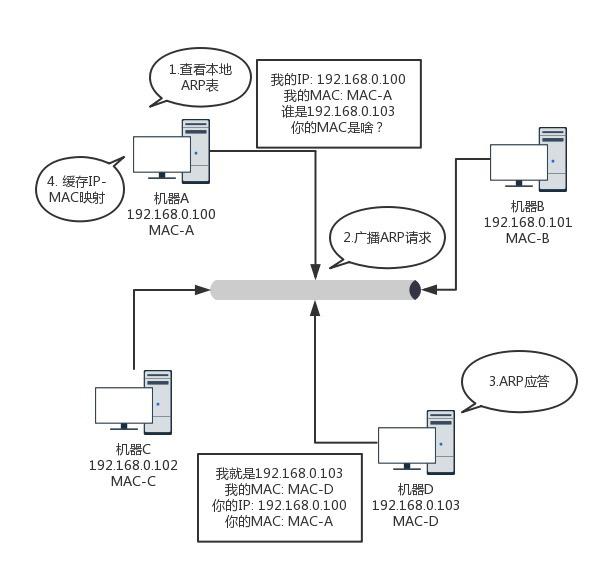 1.查看本地
ARP表
我的IP: 192.168.0.100
我的MAC: MAC-A
谁是192.168.0.103
你的MAC是啥？
4. 缓存IP-
MAC映射
机器A
192.168.0.100
MAC-A
机器B
192.168.0.101
MAC-B
2.广播ARP请求
3.ARP应答
机器C
192.168.0.102
MAC-C
我就是192.168.0.103
我的MAC: MAC-D
你的IP: 192.168.0.100
你的MAC: MAC-A
机器D
192.168.0.103
MAC-D